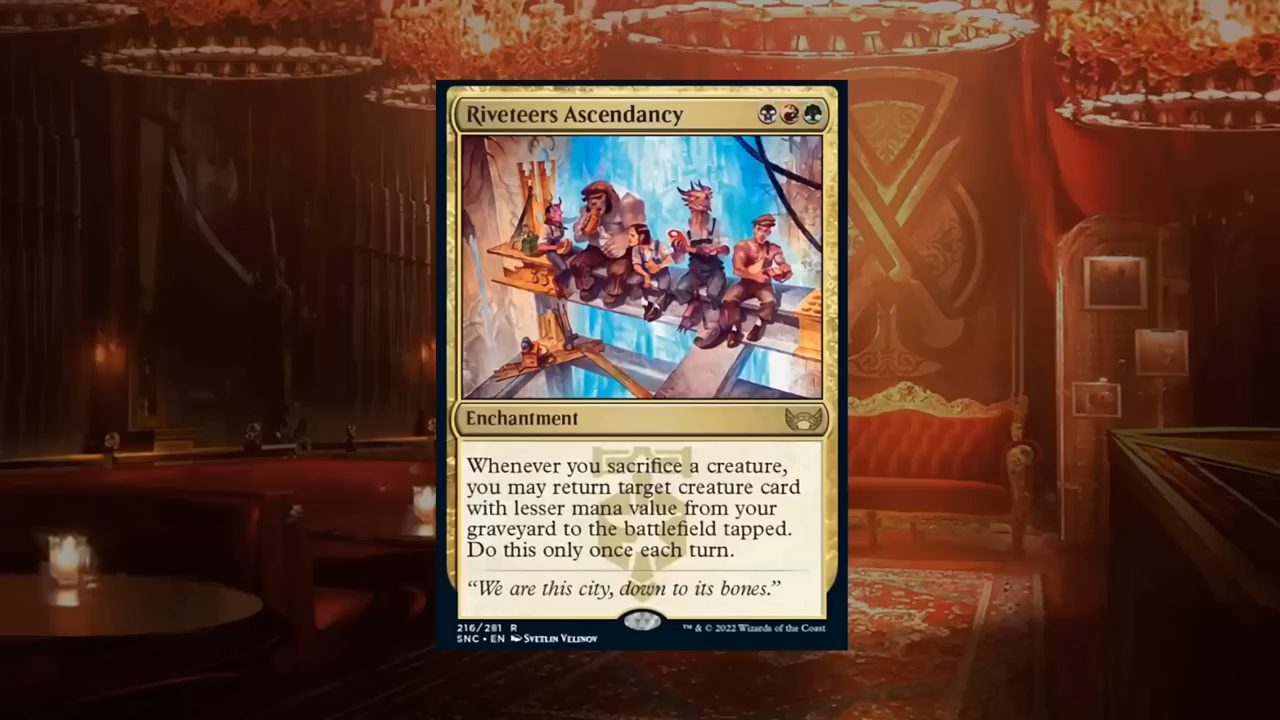 Riveteers Ascendancy
Enchantment
Whenever you sacrifice a creature,
you may return target creature card
with lesser mana value from your
graveyard to the battlefield tapped.
Do this only once each turn.
“We are this city, down to its bones.”
216/281 R
™ & © 2022 Wizards of the Coast
SNC • EN Svetlin Velinov